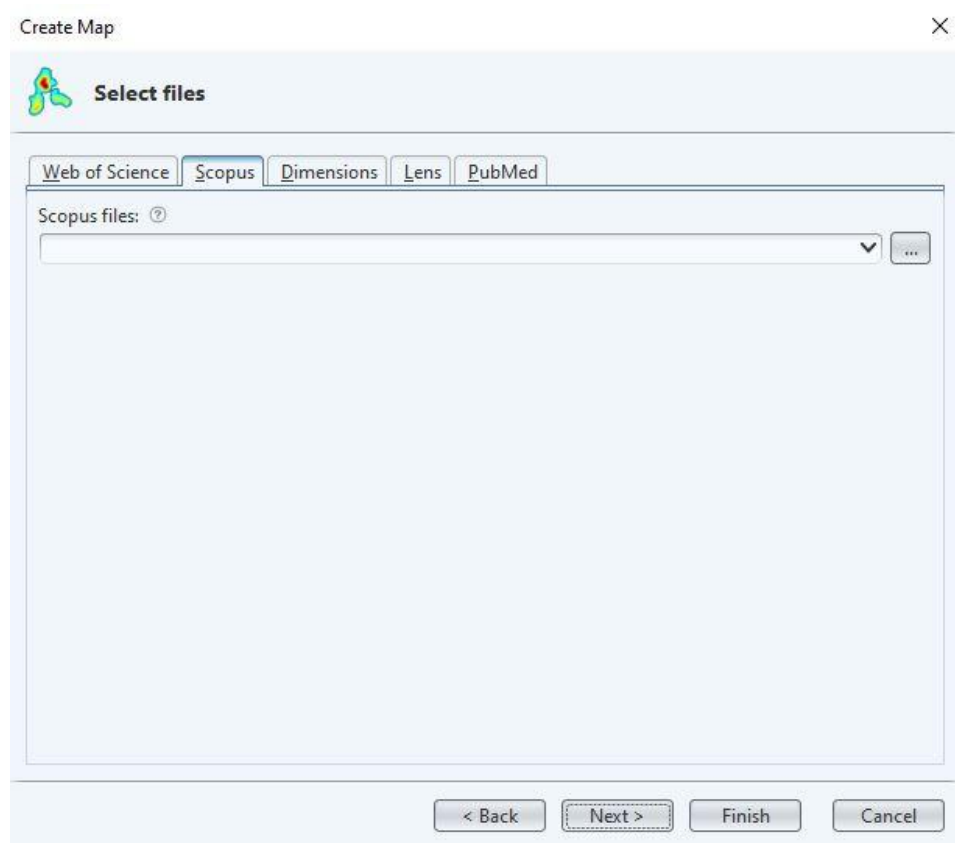 Create Map
Select files
Web of Science Scopus Dimensions Lens PubMed
Scopus files: ?
...
< Back Next > Finish Cancel